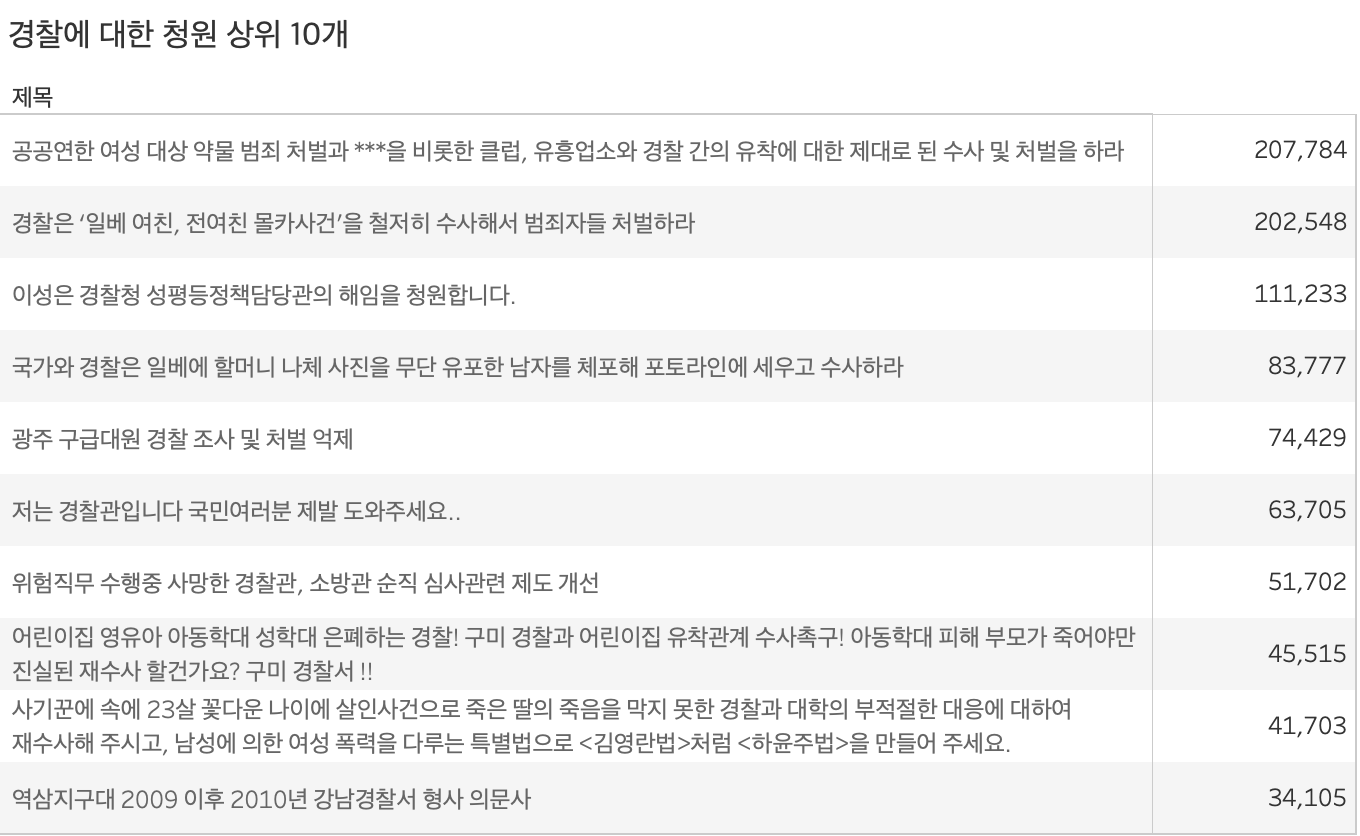 경찰에 대한 청원 상위 10개
제목
공공연한 여성 대상 약물 범죄 처벌과 ***을 비롯한 클럽, 유흥업소와 경찰 간의 유착에 대한 제대로 된 수사 및 처벌을 하라 207,784
경찰은 ‘일베 여친, 전여친 몰카사건’을 철저히 수사해서 범죄자들 처벌하라 202,548
이성은 경찰청 성평등정책담당관의 해임을 청원합니다. 111,233
국가와 경찰은 일베에 할머니 나체 사진을 무단 유포한 남자를 체포해 포토라인에 세우고 수사하라 83,777
광주 구급대원 경찰 조사 및 처벌 억제 74,429
저는 경찰관입니다 국민여러분 제발 도와주세요.. 63,705
위험직무 수행중 사망한 경찰관, 소방관 순직 심사관련 제도 개선 51,702
어린이집 영유아 아동학대 성학대 은폐하는 경찰! 구미 경찰과 어린이집 유착관계 수사촉구! 아동학대 피해 부모가 죽어야만
진실된 재수사 할건가요? 구미 경찰서 !! 45,515
사기꾼에 속에 23살 꽃다운 나이에 살인사건으로 죽은 딸의 죽음을 막지 못한 경찰과 대학의 부적절한 대응에 대하여
재수사해 주시고, 남성에 의한 여성 폭력을 다루는 특별법으로 <김영란법>처럼 <하윤주법>을 만들어 주세요. 41,703
역삼지구대 2009 이후 2010년 강남경찰서 형사 의문사 34,105